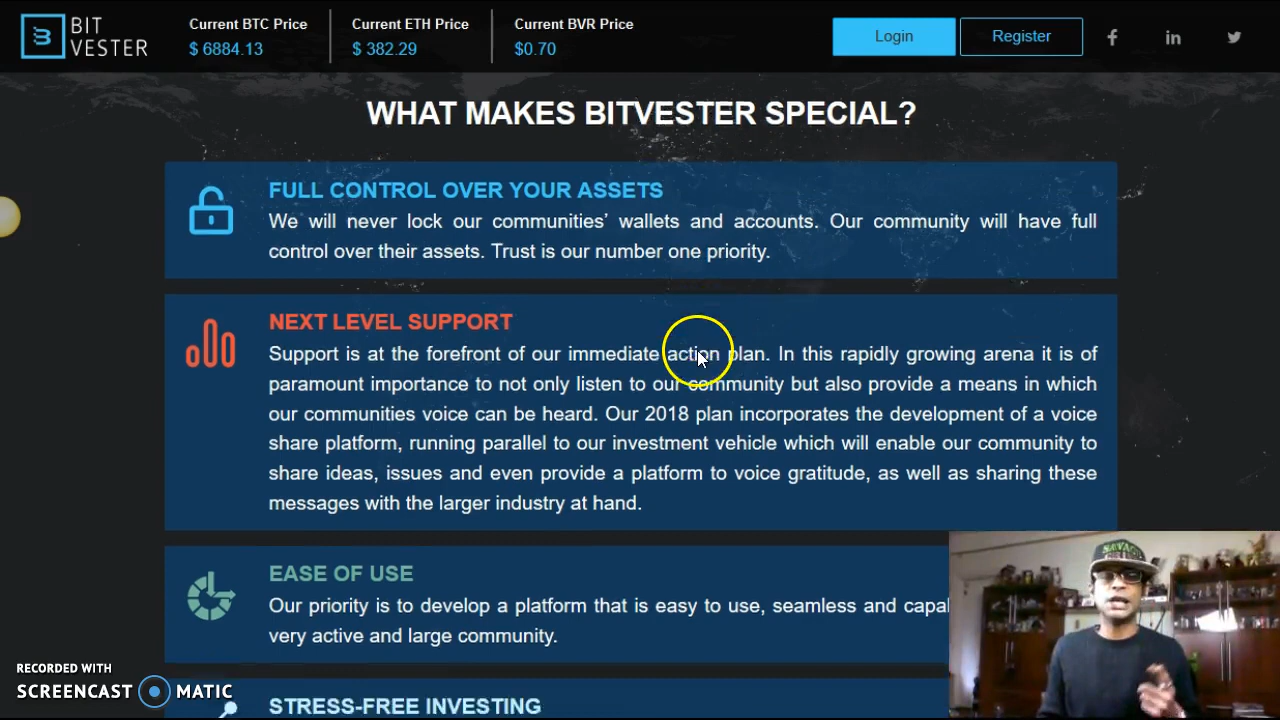 BIT
VESTER
Current BTC Price
$ 6884.13
Current ETH Price
$ 382.29
Current BVR Price
$0.70
Login
Register
WHAT MAKES BITVESTER SPECIAL?
FULL CONTROL OVER YOUR ASSETS
We will never lock our communities' wallets and accounts. Our community will have full
control over their assets. Trust is our number one priority.
NEXT LEVEL SUPPORT
Support is at the forefront of our immediate action plan. In this rapidly growing arena it is of
paramount importance to not only listen to our community but also provide a means in which
our communities voice can be heard. Our 2018 plan incorporates the development of a voice
share platform, running parallel to our investment vehicle which will enable our community to
share ideas, issues and even provide a platform to voice gratitude, as well as sharing these
messages with the larger industry at hand.
EASE OF USE
Our priority is to develop a platform that is easy to use, seamless and
very active and large community.
STRESS-FREE INVESTING
RECORDED WITH
SCREENCAST MATIC